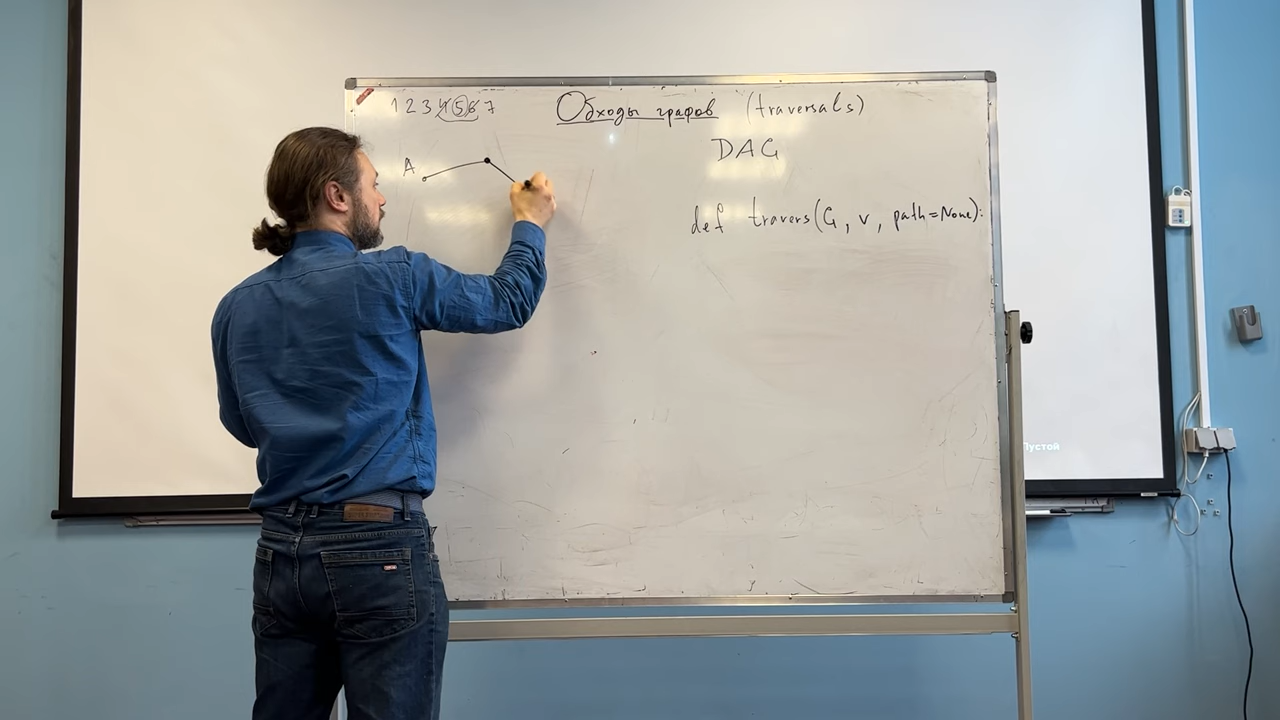 1 2 3 4 5 6 7
Обходы графов (traversals)
DAG
A
def travers(G, v, path=None):
Пустой